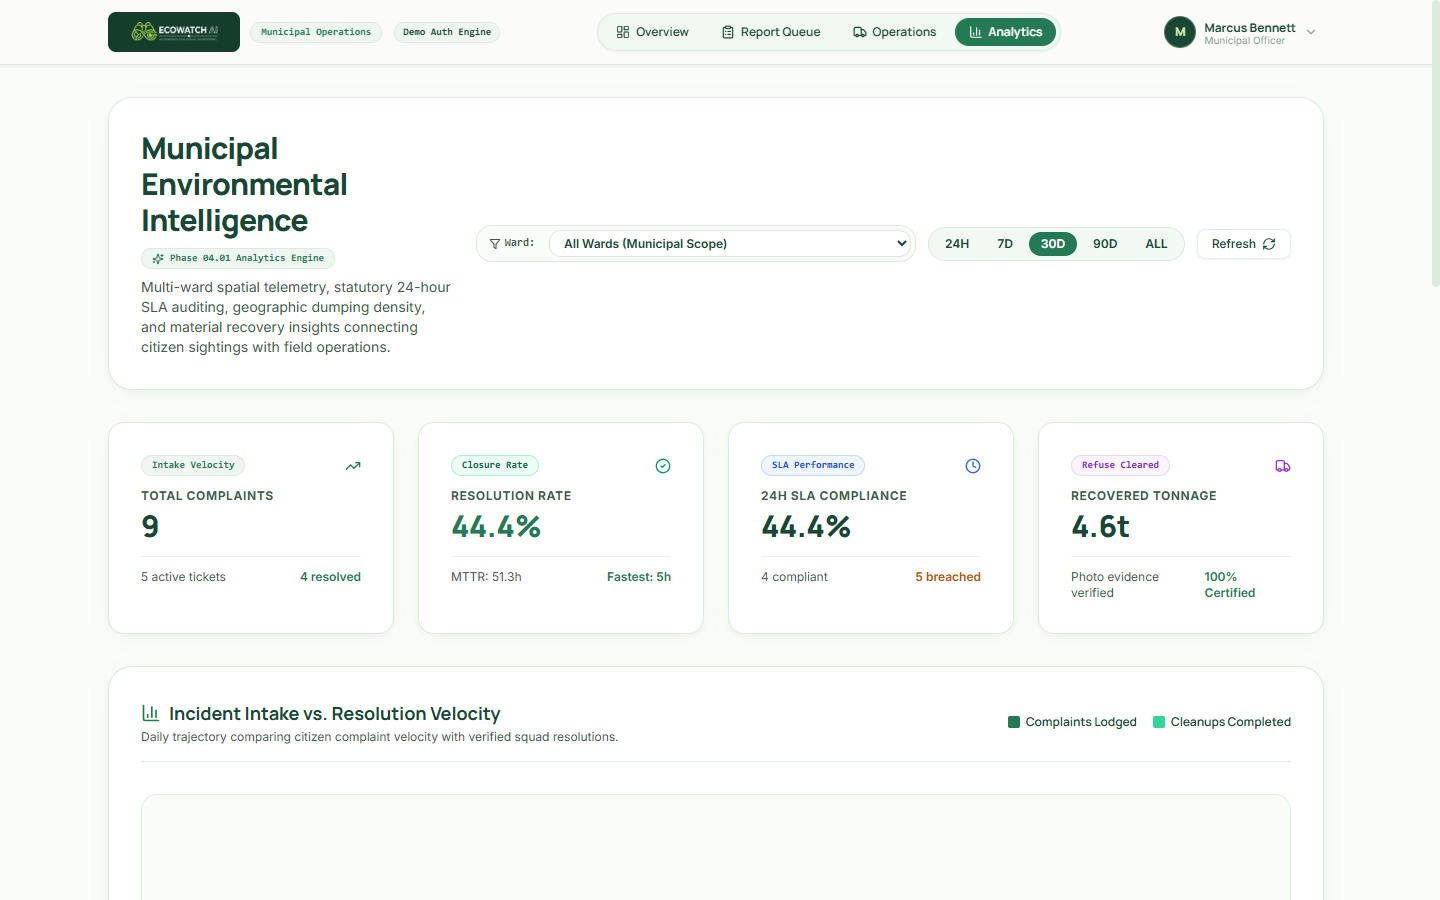 ECOWATCH AI
Municipal Operations
Demo Auth Engine
Overview
Report Queue
Operations
Analytics
M
Marcus Bennett
Municipal Officer
Municipal
Environmental
Intelligence
Phase 04.01 Analytics Engine
Multi-ward spatial telemetry, statutory 24-hour
SLA auditing, geographic dumping density,
and material recovery insights connecting
citizen sightings with field operations.
Ward:
All Wards (Municipal Scope)
24H
7D
30D
90D
ALL
Refresh
Intake Velocity
TOTAL COMPLAINTS
9
5 active tickets
4 resolved
Closure Rate
RESOLUTION RATE
44.4%
MTTR: 51.3h
Fastest: 5h
SLA Performance
24H SLA COMPLIANCE
44.4%
4 compliant
5 breached
Refuse Cleared
RECOVERED TONNAGE
4.6t
Photo evidence
verified
100%
Certified
Incident Intake vs. Resolution Velocity
Daily trajectory comparing citizen complaint velocity with verified squad resolutions.
Complaints Lodged
Cleanups Completed